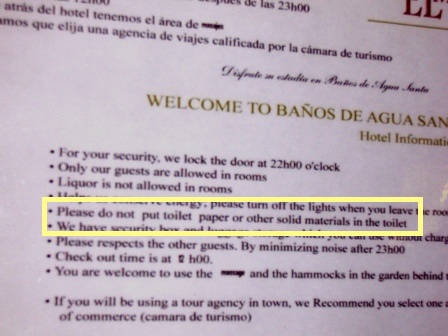 después de las 23h00
atrás del hotel tenemos el área de
amos que elija una agencia de viajes calificada por la cámara de turismo
LE
Disfrute su estadía en Baños de Agua Santa
WELCOME TO BAÑOS DE AGUA SAN
Hotel Informati
• For your security, we lock the door at 22h00 o'clock
• Only our guests are allowed in rooms
• Liquor is not allowed in rooms
energy, please turn off the lights when you leave the roo
• Please do not put toilet paper or other solid materials in the toilet
• We have security box and you can use without charg
• Please respects the other guests. By minimizing noise after 23h00
• Check out time is at h00.
• You are welcome to use the and the hammocks in the garden behind t
• If you will be using a tour agency in town, we Recommend you select one a
of commerce (camara de turismo)